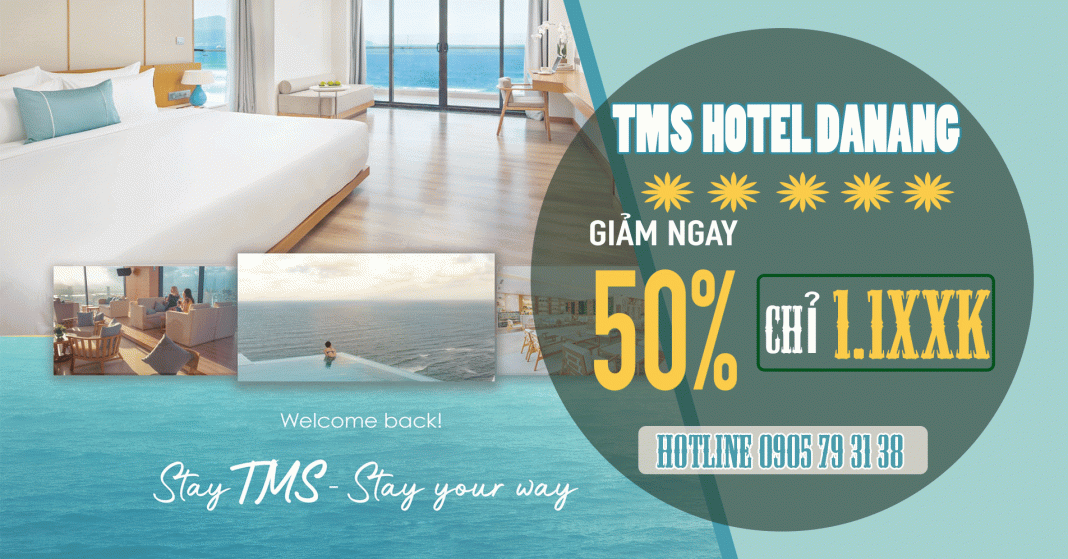 TMS HOTEL DANANG
GIẢM NGAY
50%
CHỈ 1.1XXK
HOTLINE 0905 79 31 38
Welcome back!
Stay TMS - Stay your way